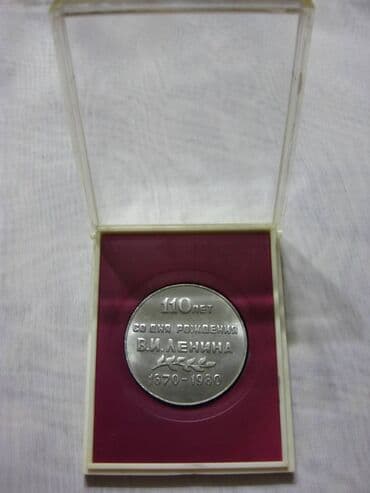 110 ЛЕТ
СО ДНЯ РОЖДЕНИЯ
В.И. ЛЕНИНА
1870-1980